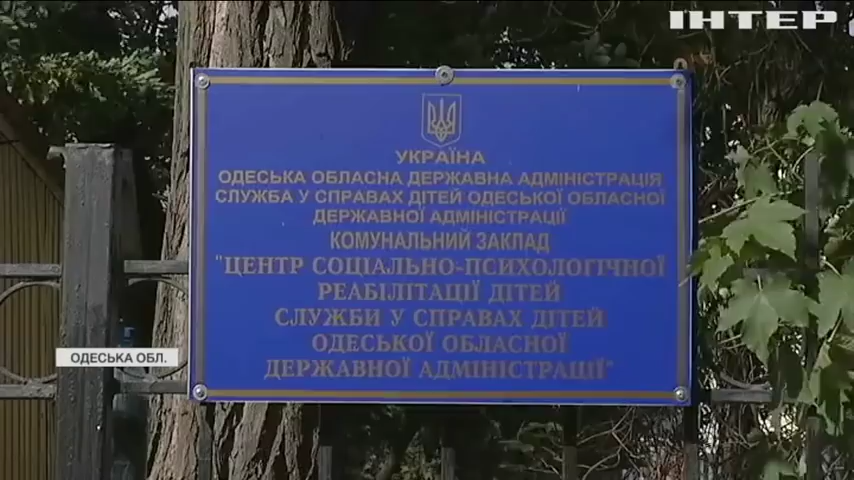 ІНТЕР
УКРАЇНА
ОДЕСЬКА ОБЛАСНА ДЕРЖАВНА АДМІНІСТРАЦІЯ
СЛУЖБА У СПРАВАХ ДІТЕЙ ОДЕСЬКОЇ ОБЛАСНОЇ
ДЕРЖАВНОЇ АДМІНІСТРАЦІЇ
КОМУНАЛЬНИЙ ЗАКЛАД
"ЦЕНТР СОЦІАЛЬНО-ПСИХОЛОГІЧНОЇ
РЕАБІЛІТАЦІЇ ДІТЕЙ
СЛУЖБИ У СПРАВАХ ДІТЕЙ
ОДЕСЬКОЇ ОБЛАСНОЇ
ДЕРЖАВНОЇ АДМІНІСТРАЦІЇ"
ОДЕСЬКА ОБЛ.